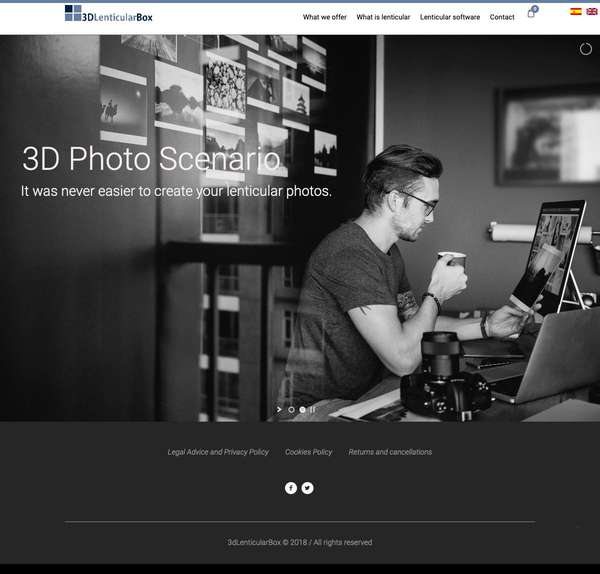 3DLenticularBox
What we offer What is lenticular Lenticular software Contact 0
3D Photo Scenario
It was never easier to create your lenticular photos.
Legal Advice and Privacy Policy Cookies Policy Returns and cancellations
3dLenticularBox © 2018 / All rights reserved